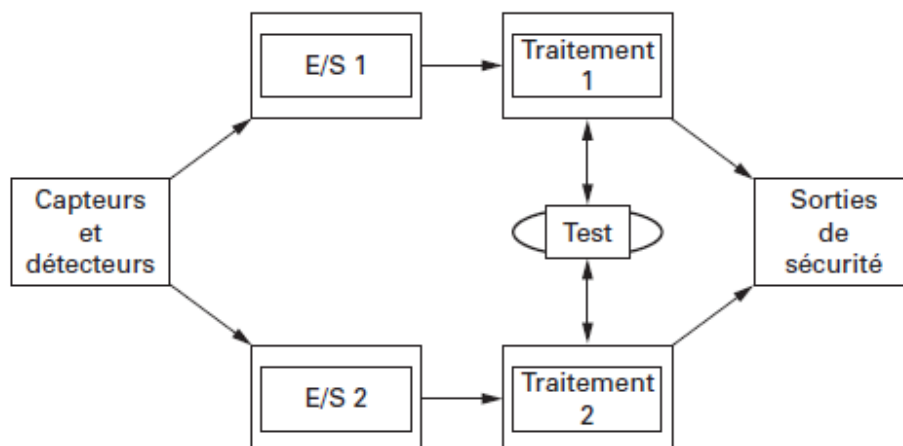 E/S 1
Traitement
1
Capteurs
et
détecteurs
Test
Sorties
de
sécurité
E/S 2
Traitement
2